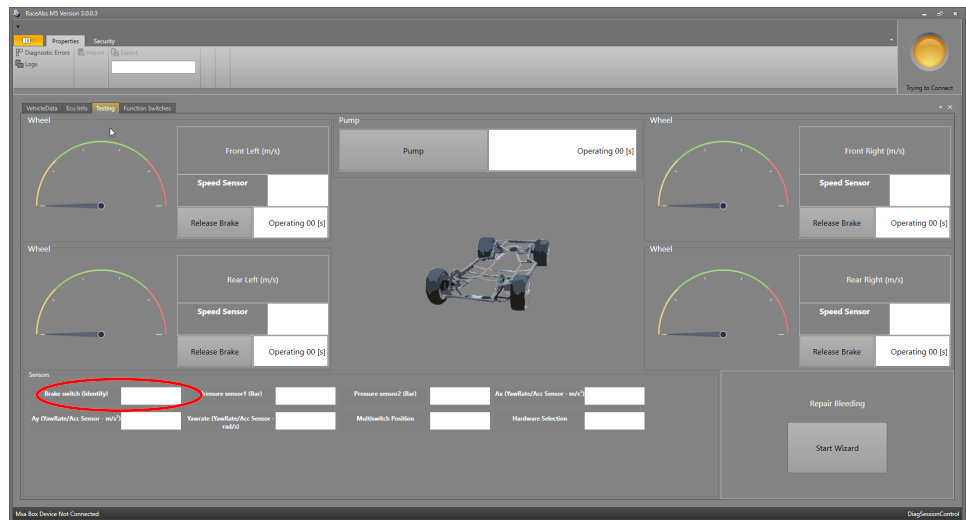 RaceAbs M5 Version 3.0.0.3
Properties Security
Diagnostic Errors Import Export
Logs
Trying to Connect
VehicleData Ecu Info Testing Function Switches
Wheel
Front Left (m/s)
Speed Sensor
Release Brake Operating 00 [s]
Pump
Pump Operating 00 [s]
Wheel
Front Right (m/s)
Speed Sensor
Release Brake Operating 00 [s]
Wheel
Rear Left (m/s)
Speed Sensor
Release Brake Operating 00 [s]
Wheel
Rear Right (m/s)
Speed Sensor
Release Brake Operating 00 [s]
Sensors
Brake switch (Identify) Pressure sensor1 (Bar) Pressure sensor2 (Bar) Ax (YawRate/Acc Sensor - m/s²)
Ay (YawRate/Acc Sensor - m/s²) Yawrate (YawRate/Acc Sensor -
rad/s)
Multiswitch Position Hardware Selection
Repair Bleeding
Start Wizard
Msa Box Device Not Connected DiagSessionControl